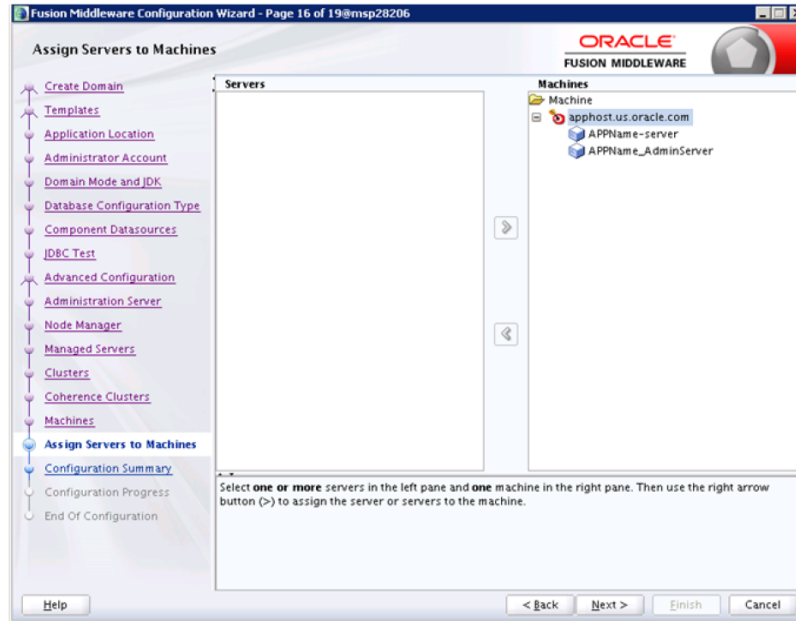 Fusion Middleware Configuration Wizard - Page 16 of 19@msp28206
Assign Servers to Machines
ORACLE
FUSION MIDDLEWARE
Create Domain
Templates
Application Location
Administrator Account
Domain Mode and JDK
Database Configuration Type
Component Datasources
JDBC Test
Advanced Configuration
Administration Server
Node Manager
Managed Servers
Clusters
Coherence Clusters
Machines
Assign Servers to Machines
Configuration Summary
Configuration Progress
End Of Configuration
Servers
Machines
Machine
apphost.us.oracle.com
APPName-server
APPName_AdminServer
Select one or more servers in the left pane and one machine in the right pane. Then use the right arrow
button (>) to assign the server or servers to the machine.
Help
< Back
Next >
Finish
Cancel